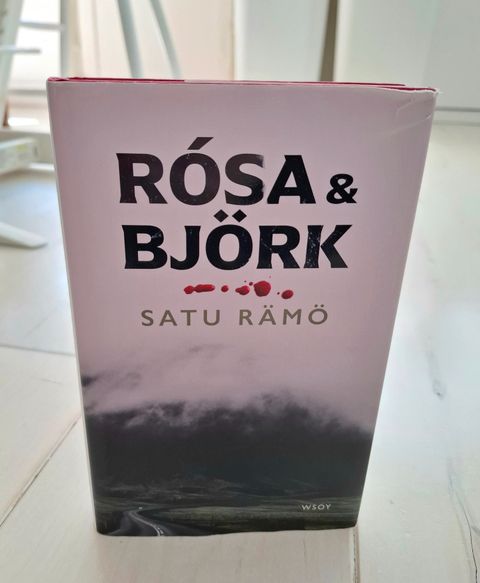 RÓSA &
BJÖRK
SATU RÄMÖ
WSOY